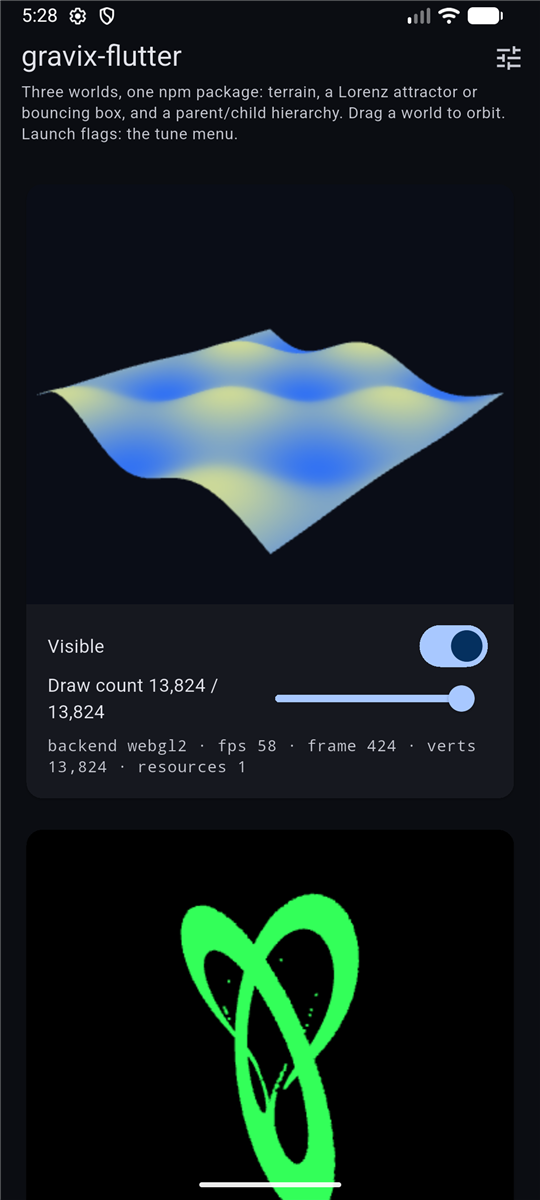 5:28
gravix-flutter
Three worlds, one npm package: terrain, a Lorenz attractor or
bouncing box, and a parent/child hierarchy. Drag a world to orbit.
Launch flags: the tune menu.
Visible
Draw count 13,824 /
13,824
backend webgl2 · fps 58 · frame 424 · verts
13,824 · resources 1